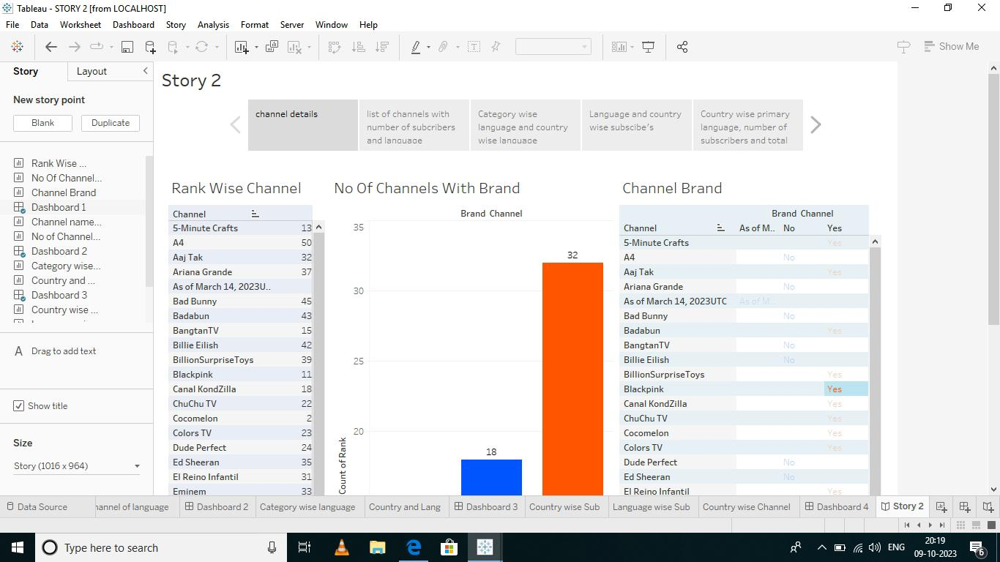 Tableau - STORY 2 [from LOCALHOST]
File Data Worksheet Dashboard Story Analysis Format Server Window Help
Show Me
Story Layout
New story point
Blank Duplicate
Rank Wise ...
No Of Channel...
Channel Brand
Dashboard 1
Channel name...
No of Channel...
Dashboard 2
Category wise...
Country and ...
Dashboard 3
Country wise ...
A Drag to add text
Show title
Size
Story (1016 x 964)
Story 2
channel details
list of channels with
number of subcribers
and language
Category wise
language and country
wise language
Language and country
wise subscibe's
Country wise primary
language, number of
subscribers and total
Rank Wise Channel
Channel
5-Minute Crafts 13
A4 50
Aaj Tak 32
Ariana Grande 37
As of March 14, 2023U..
Bad Bunny 45
Badabun 43
BangtanTV 15
Billie Eilish 42
BillionSurpriseToys 39
Blackpink 11
Canal KondZilla 18
ChuChu TV 22
Cocomelon 2
Colors TV 23
Dude Perfect 24
Ed Sheeran 35
El Reino Infantil 31
Eminem 33
No Of Channels With Brand
Brand Channel
35
30
25
20
Count of Rank
18
32
Channel Brand
Brand Channel
Channel As of M.. No Yes
5-Minute Crafts Yes
A4 No
Aaj Tak Yes
Ariana Grande No
As of March 14, 2023UTC As of M...
Bad Bunny No
Badabun Yes
BangtanTV No
Billie Eilish No
BillionSurpriseToys Yes
Blackpink Yes
Canal KondZilla Yes
ChuChu TV Yes
Cocomelon Yes
Colors TV Yes
Dude Perfect No
Ed Sheeran No
El Reino Infantil Yes
Data Source hannel of language Dashboard 2 Category wise language Country and Lang Dashboard 3 Country wise Sub Language wise Sub Country wise Channel Dashboard 4 Story 2
Type here to search
ENG
20:19
09-10-2023
6